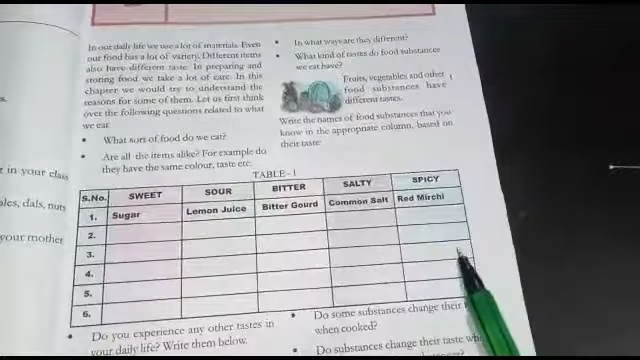 In our daily life we use a lot of materials. Even
our food has a lot of variety. Different items
also have different taste. In preparing and
storing food we take a lot of care. In this
chapter we would try to understand the
reasons for some of them. Let us first think
over the following questions related to what
we eat
• What sort of food do we eat?
• Are all the items alike? For example do
they have the same colour, taste etc.
• In what ways are they different?
• What kind of tastes do food substances
we eat have?
Fruits, vegetables and other
food substances have
different tastes.
Write the names of food substances that you
know in the appropriate column, based on
their taste
TABLE - 1
S.No. SWEET SOUR BITTER SALTY SPICY
1. Sugar Lemon Juice Bitter Gourd Common Salt Red Mirchi
2.
3.
4.
5.
6.
• Do you experience any other tastes in
your daily life? Write them below.
• Do some substances change their
when cooked?
• Do substances change their taste
in your class
dals, nuts
your mother